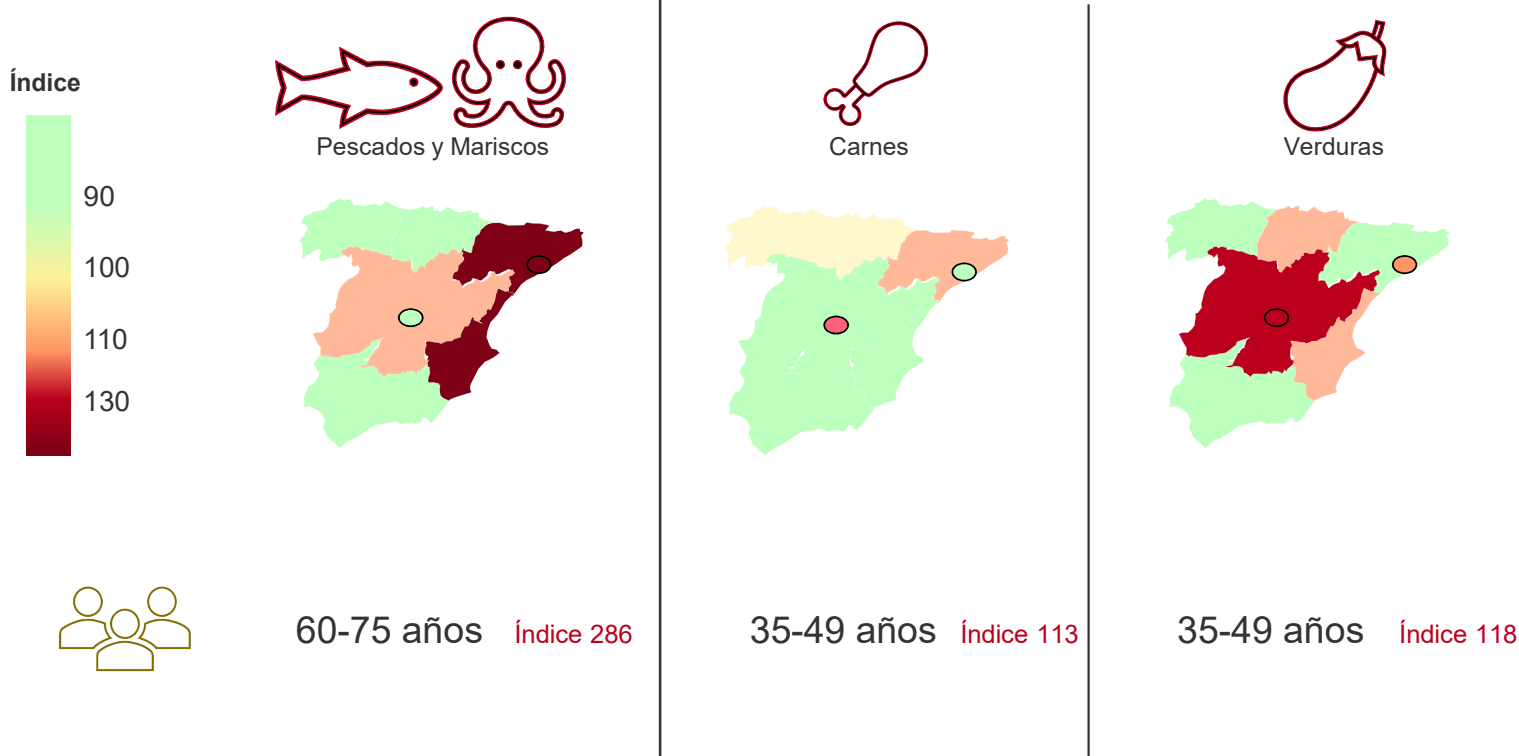 Índice
90
100
110
130
Pescados y Mariscos
Carnes
Verduras
60-75 años Índice 286
35-49 años Índice 113
35-49 años Índice 118